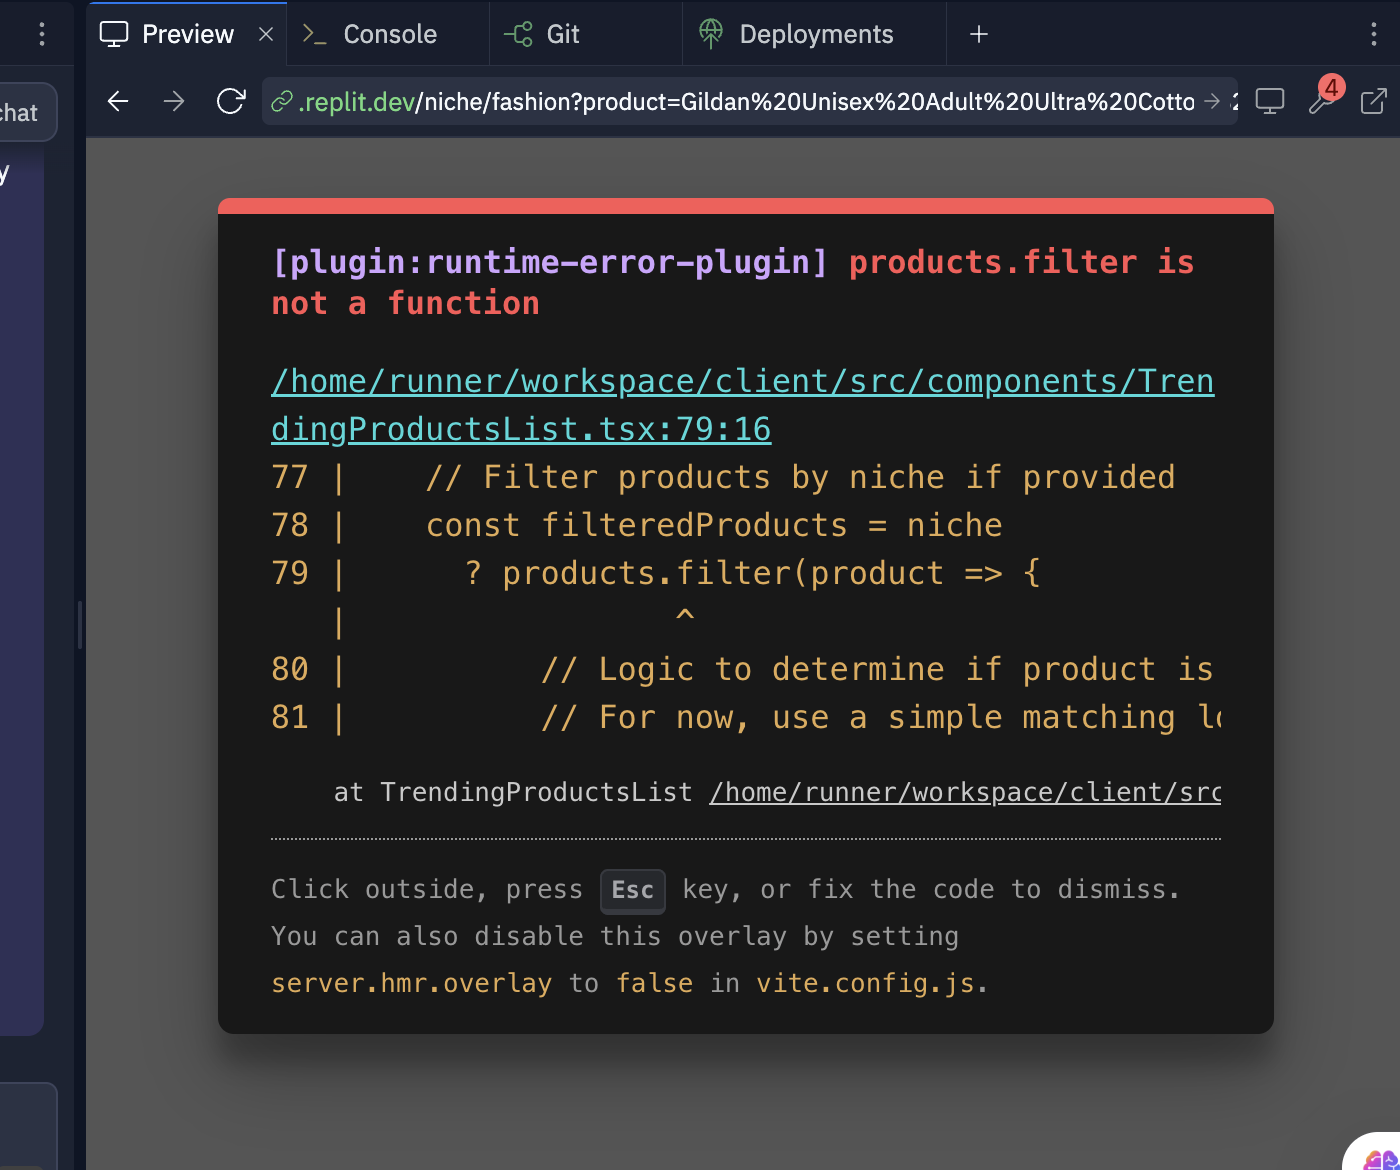 Preview
Console
Git
Deployments
chat
.replit.dev/niche/fashion?product=Gildan%20Unisex%20Adult%20Ultra%20Cotto
4
y
[plugin:runtime-error-plugin] products.filter is
not a function
/home/runner/workspace/client/src/components/Tren
dingProductsList.tsx:79:16
77 |    // Filter products by niche if provided
78 |    const filteredProducts = niche
79 |      ? products.filter(product => {
   |                 ^
80 |          // Logic to determine if product is
81 |          // For now, use a simple matching lo
at TrendingProductsList /home/runner/workspace/client/src
Click outside, press Esc key, or fix the code to dismiss.
You can also disable this overlay by setting
server.hmr.overlay to false in vite.config.js.